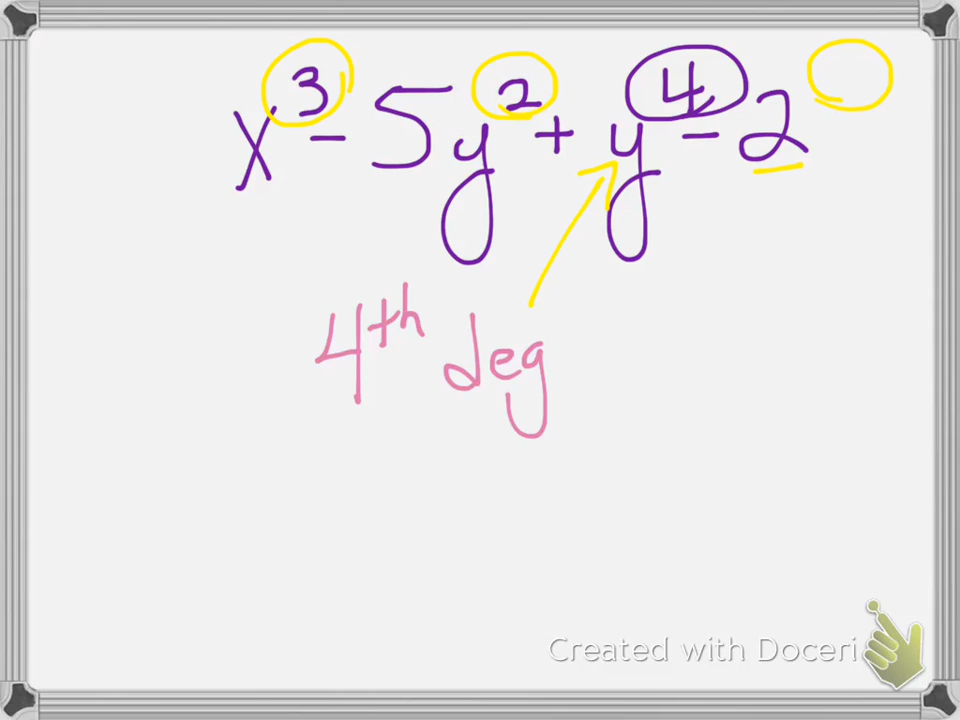 x³ - 5y² + y⁴ - 2
4th deg
Created with Doceri